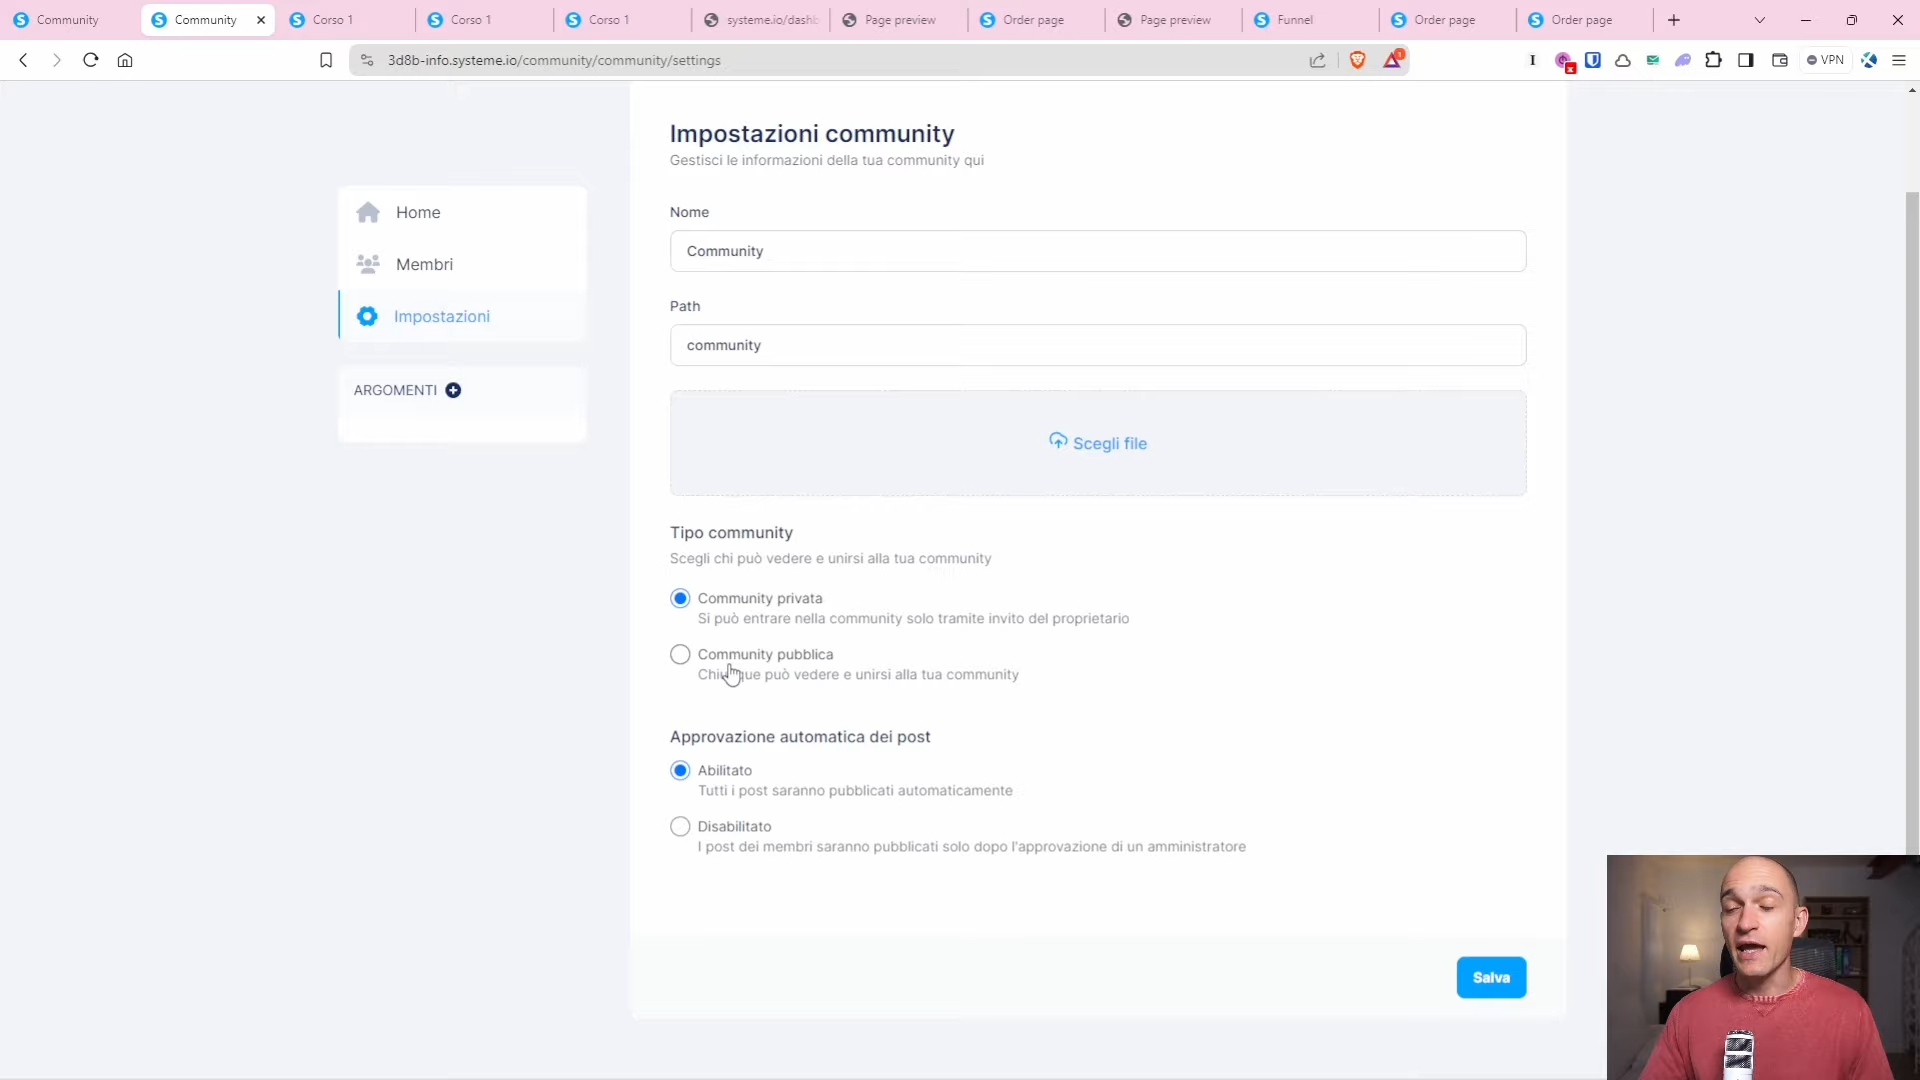 Community
Community
Corso 1
Corso 1
Corso 1
systeme.io/dashb
Page preview
Order page
Page preview
Funnel
Order page
Order page
3d8b-info.systeme.io/community/community/settings
1
VPN
Impostazioni community
Gestisci le informazioni della tua community qui
Home
Membri
Impostazioni
ARGOMENTI
Nome
Community
Path
community
Scegli file
Tipo community
Scegli chi può vedere e unirsi alla tua community
Community privata
Si può entrare nella community solo tramite invito del proprietario
Community pubblica
Chiunque può vedere e unirsi alla tua community
Approvazione automatica dei post
Abilitato
Tutti i post saranno pubblicati automaticamente
Disabilitato
I post dei membri saranno pubblicati solo dopo l'approvazione di un amministratore
Salva